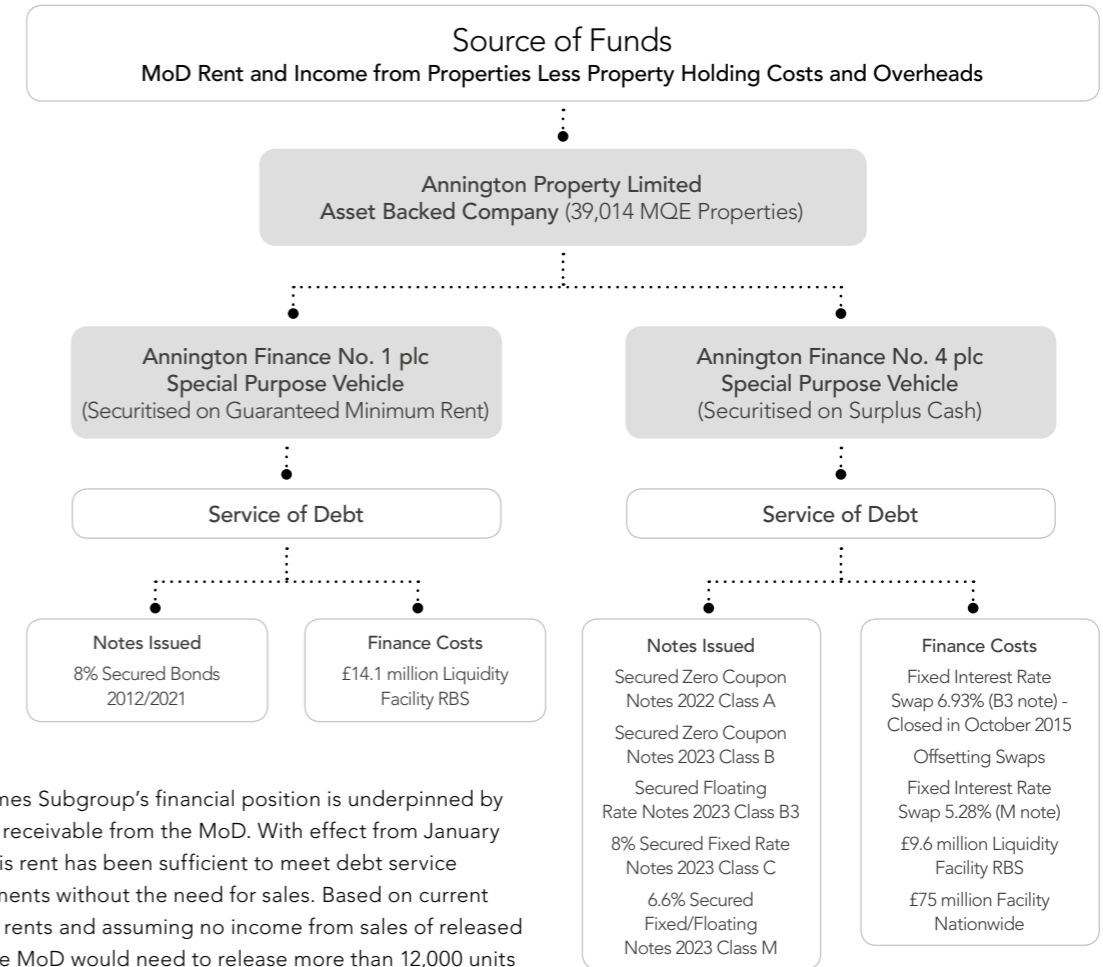 Source of Funds
MoD Rent and Income from Properties Less Property Holding Costs and Overheads
Annington Property Limited
Asset Backed Company (39,014 MQE Properties)
Annington Finance No. 1 plc
Special Purpose Vehicle
(Securitised on Guaranteed Minimum Rent)
Annington Finance No. 4 plc
Special Purpose Vehicle
(Securitised on Surplus Cash)
Service of Debt
Service of Debt
Notes Issued
8% Secured Bonds
2012/2021
Finance Costs
£14.1 million Liquidity
Facility RBS
Notes Issued
Secured Zero Coupon
Notes 2022 Class A
Secured Zero Coupon
Notes 2023 Class B
Secured Floating
Rate Notes 2023 Class B3
8% Secured Fixed Rate
Notes 2023 Class C
6.6% Secured
Fixed/Floating
Notes 2023 Class M
Finance Costs
Fixed Interest Rate
Swap 6.93% (B3 note) -
Closed in October 2015
Offsetting Swaps
Fixed Interest Rate
Swap 5.28% (M note)
£9.6 million Liquidity
Facility RBS
£75 million Facility
Nationwide
mes Subgroup's financial position is underpinned by
receivable from the MoD. With effect from January
is rent has been sufficient to meet debt service
ments without the need for sales. Based on current
rents and assuming no income from sales of released
e MoD would need to release more than 12,000 units